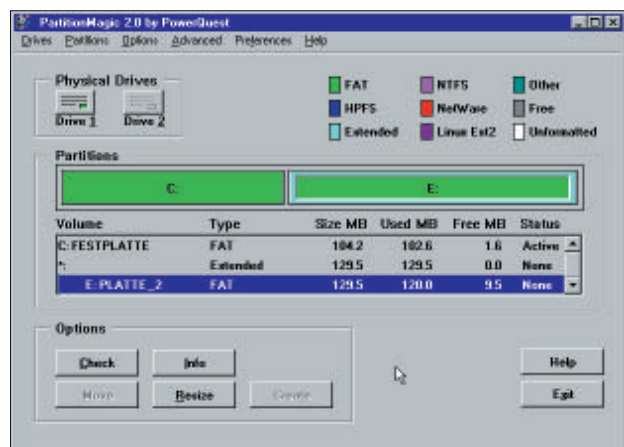 PartitionMagic 2.0 by PowerQuest
Drives Partitions Options Advanced Preferences Help
Physical Drives
Drive 1 Drive 2
FAT NTFS Other
HPFS NetWare Free
Extended Linux Ext2 Unformatted
Partitions
C: E:
Volume Type Size MB Used MB Free MB Status
C:FESTPLATTE FAT 104.2 102.6 1.6 Active
*: Extended 129.5 129.5 0.0 None
E:PLATTE_2 FAT 129.5 120.0 9.5 None
Options
Check Info Help
Move Resize Create Exit